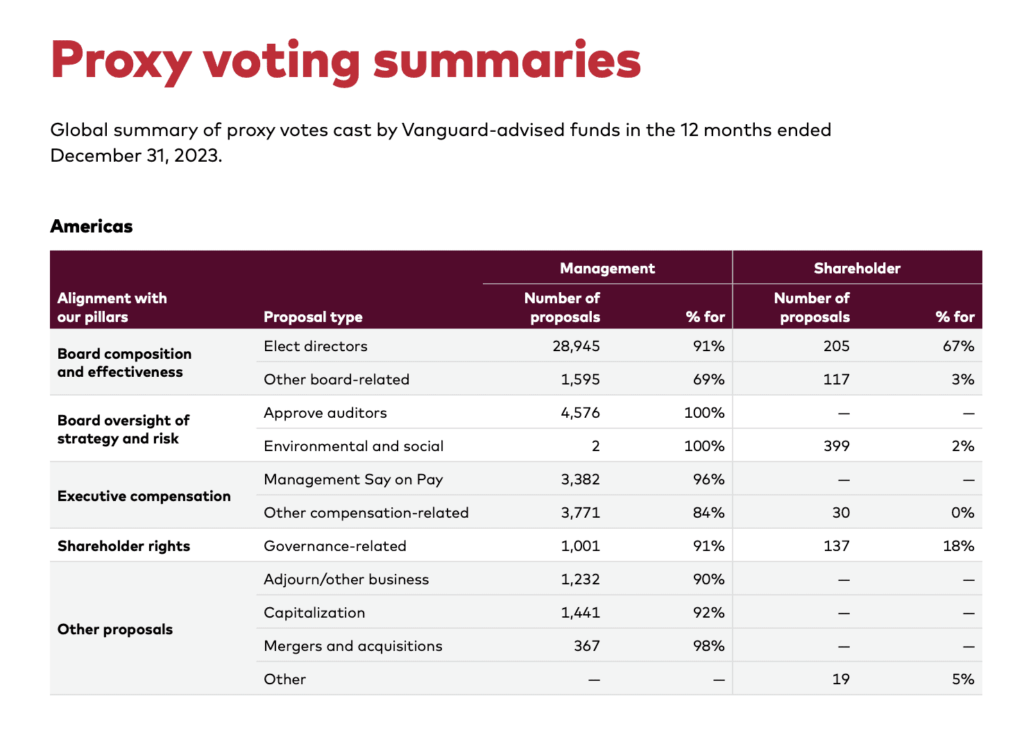 Proxy voting summaries
Global summary of proxy votes cast by Vanguard-advised funds in the 12 months ended
December 31, 2023.
Americas
Management Shareholder
Alignment with our pillars Proposal type Number of proposals % for Number of proposals % for
Board composition and effectiveness
Elect directors 28,945 91% 205 67%
Other board-related 1,595 69% 117 3%
Board oversight of strategy and risk
Approve auditors 4,576 100% — —
Environmental and social 2 100% 399 2%
Executive compensation
Management Say on Pay 3,382 96% — —
Other compensation-related 3,771 84% 30 0%
Shareholder rights
Governance-related 1,001 91% 137 18%
Other proposals
Adjourn/other business 1,232 90% — —
Capitalization 1,441 92% — —
Mergers and acquisitions 367 98% — —
Other — — 19 5%